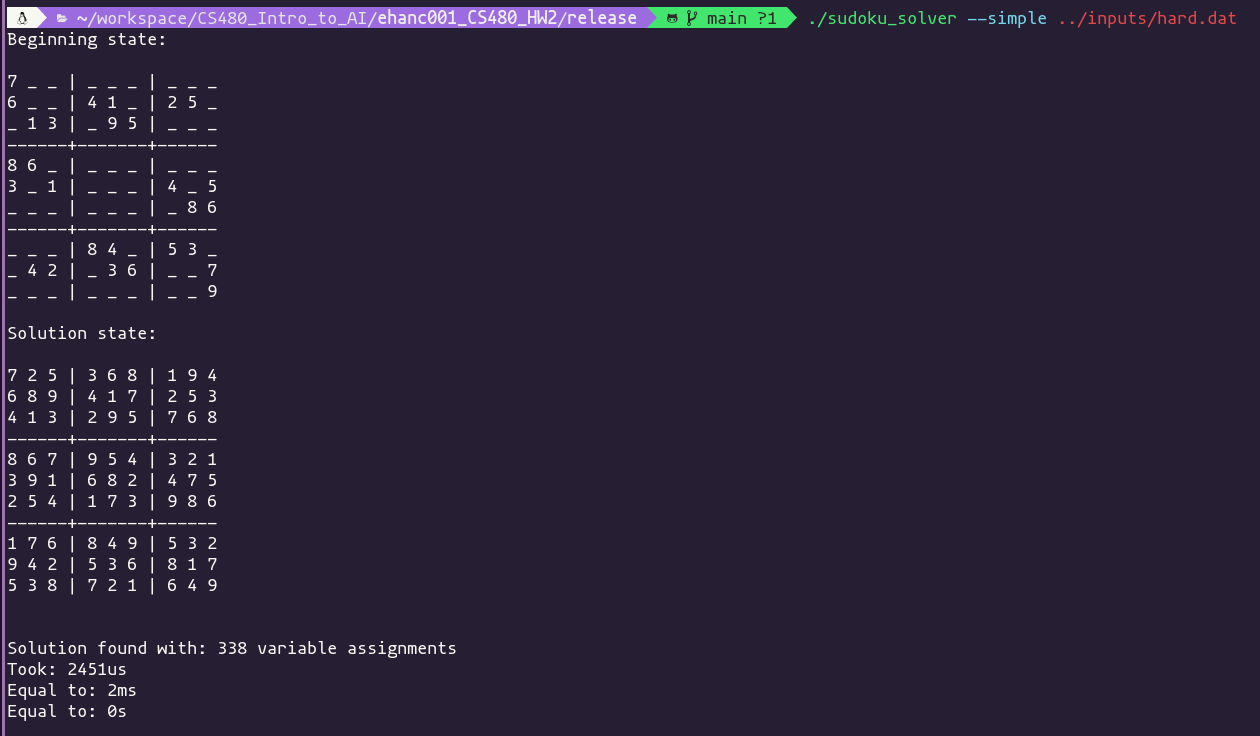 ~/workspace/CS480_Intro_to_AI/ehanc001_CS480_HW2/release main ?1 ./sudoku_solver --simple ../inputs/hard.dat
Beginning state:
7 _ _ | _ _ _ | _ _ _
6 _ _ | 4 1 _ | 2 5 _
_ 1 3 | _ 9 5 | _ _ _
------+-------+------
8 6 _ | _ _ _ | _ _ _
3 _ 1 | _ _ _ | 4 _ 5
_ _ _ | _ _ _ | _ 8 6
------+-------+------
_ _ _ | 8 4 _ | 5 3 _
_ 4 2 | _ 3 6 | _ _ 7
_ _ _ | _ _ _ | _ _ 9
Solution state:
7 2 5 | 3 6 8 | 1 9 4
6 8 9 | 4 1 7 | 2 5 3
4 1 3 | 2 9 5 | 7 6 8
------+-------+------
8 6 7 | 9 5 4 | 3 2 1
3 9 1 | 6 8 2 | 4 7 5
2 5 4 | 1 7 3 | 9 8 6
------+-------+------
1 7 6 | 8 4 9 | 5 3 2
9 4 2 | 5 3 6 | 8 1 7
5 3 8 | 7 2 1 | 6 4 9
Solution found with: 338 variable assignments
Took: 2451us
Equal to: 2ms
Equal to: 0s